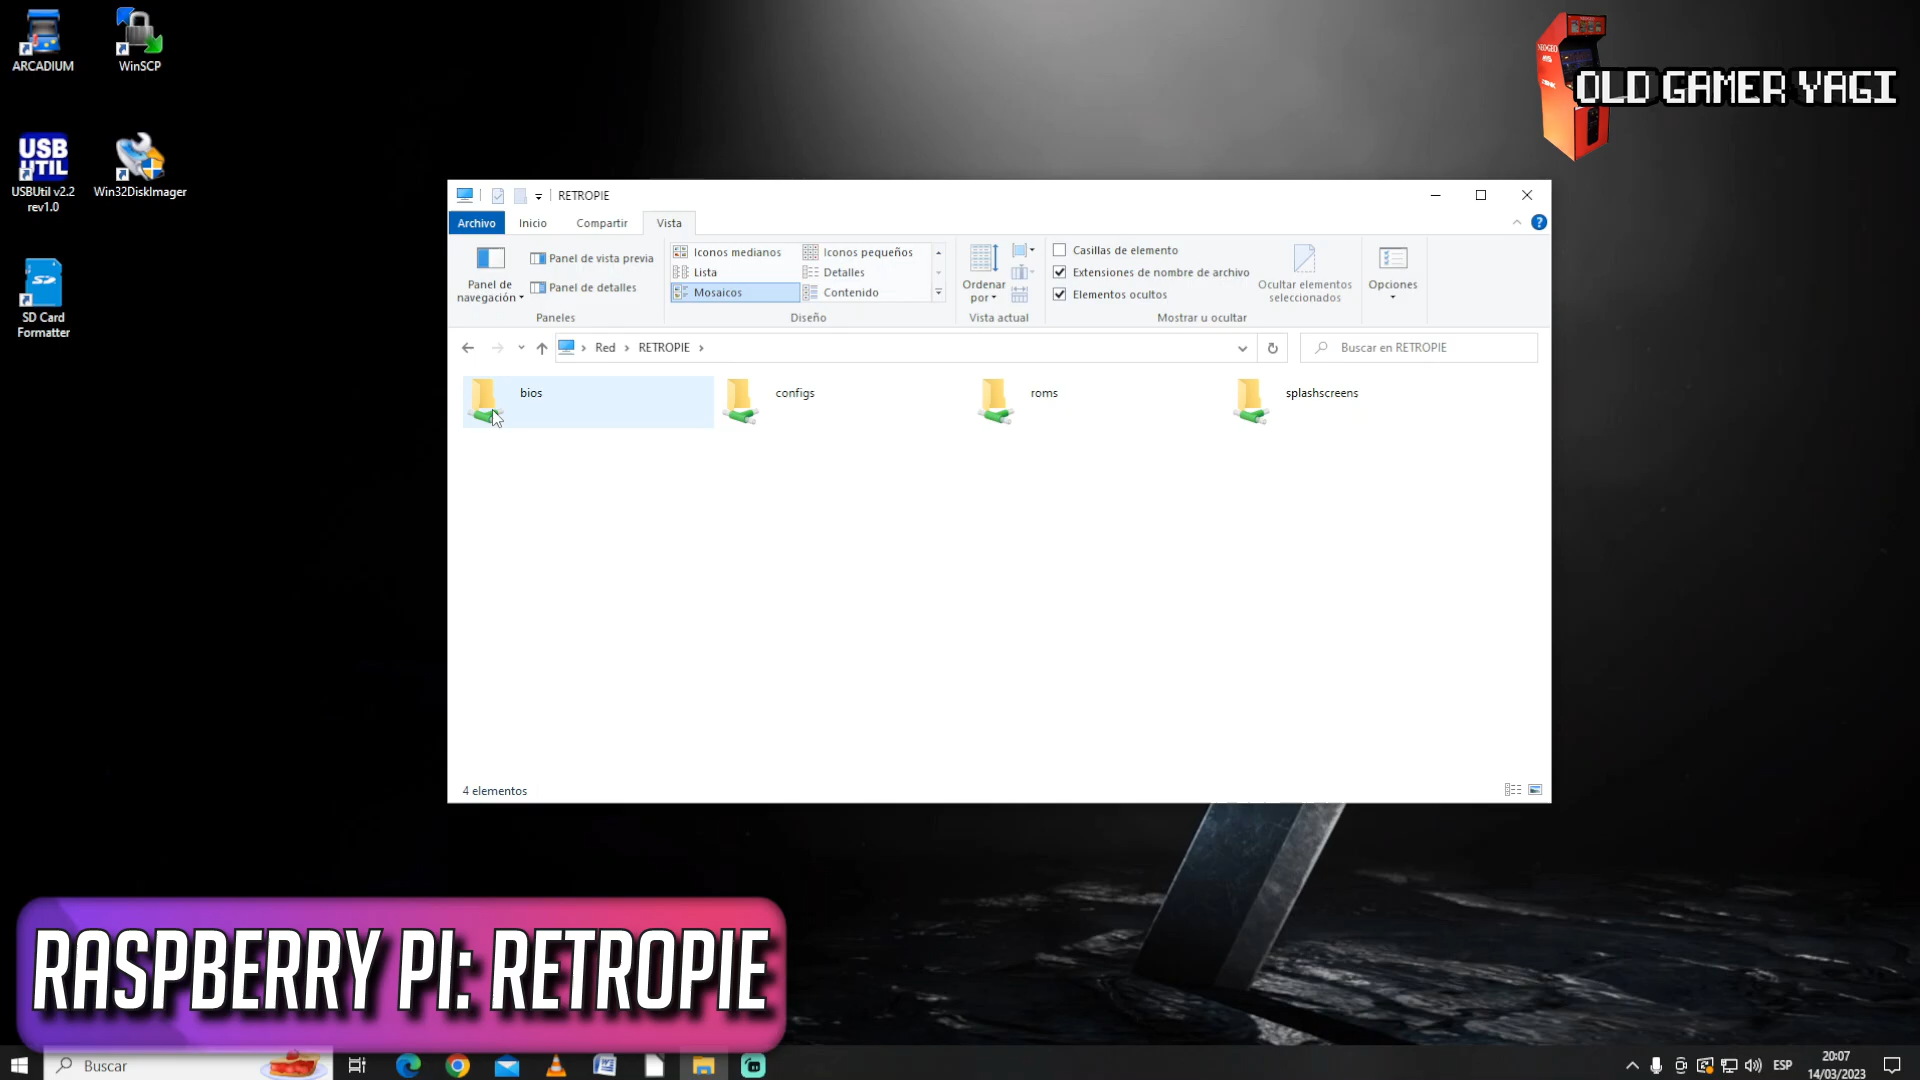 ARCADIUM
WinSCP
USB
UTIL
USBUtil v2.2
rev1.0
Win32DiskImager
SD Card
Formatter
OLD GAMER YAGI
RETROPIE
Archivo
Inicio
Compartir
Vista
Panel de
navegación
Panel de vista previa
Panel de detalles
Paneles
Iconos medianos
Iconos pequeños
Lista
Detalles
Mosaicos
Contenido
Diseño
Ordenar
por
Vista actual
Casillas de elemento
Extensiones de nombre de archivo
Elementos ocultos
Ocultar elementos
seleccionados
Mostrar u ocultar
Opciones
Red
RETROPIE
Buscar en RETROPIE
bios
configs
roms
splashscreens
4 elementos
RASPBERRY PI: RETROPIE
Buscar
ESP
20:07
14/03/2023